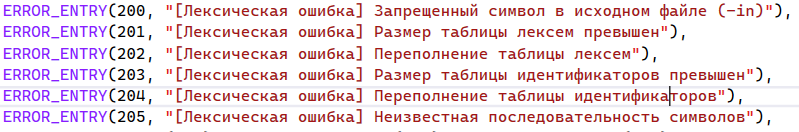 ERROR_ENTRY(200, "[Лексическая ошибка] Запрещенный символ в исходном файле (-in)"),
ERROR_ENTRY(201, "[Лексическая ошибка] Размер таблицы лексем превышен"),
ERROR_ENTRY(202, "[Лексическая ошибка] Переполнение таблицы лексем"),
ERROR_ENTRY(203, "[Лексическая ошибка] Размер таблицы идентификаторов превышен"),
ERROR_ENTRY(204, "[Лексическая ошибка] Переполнение таблицы идентификаторов"),
ERROR_ENTRY(205, "[Лексическая ошибка] Неизвестная последовательность символов"),